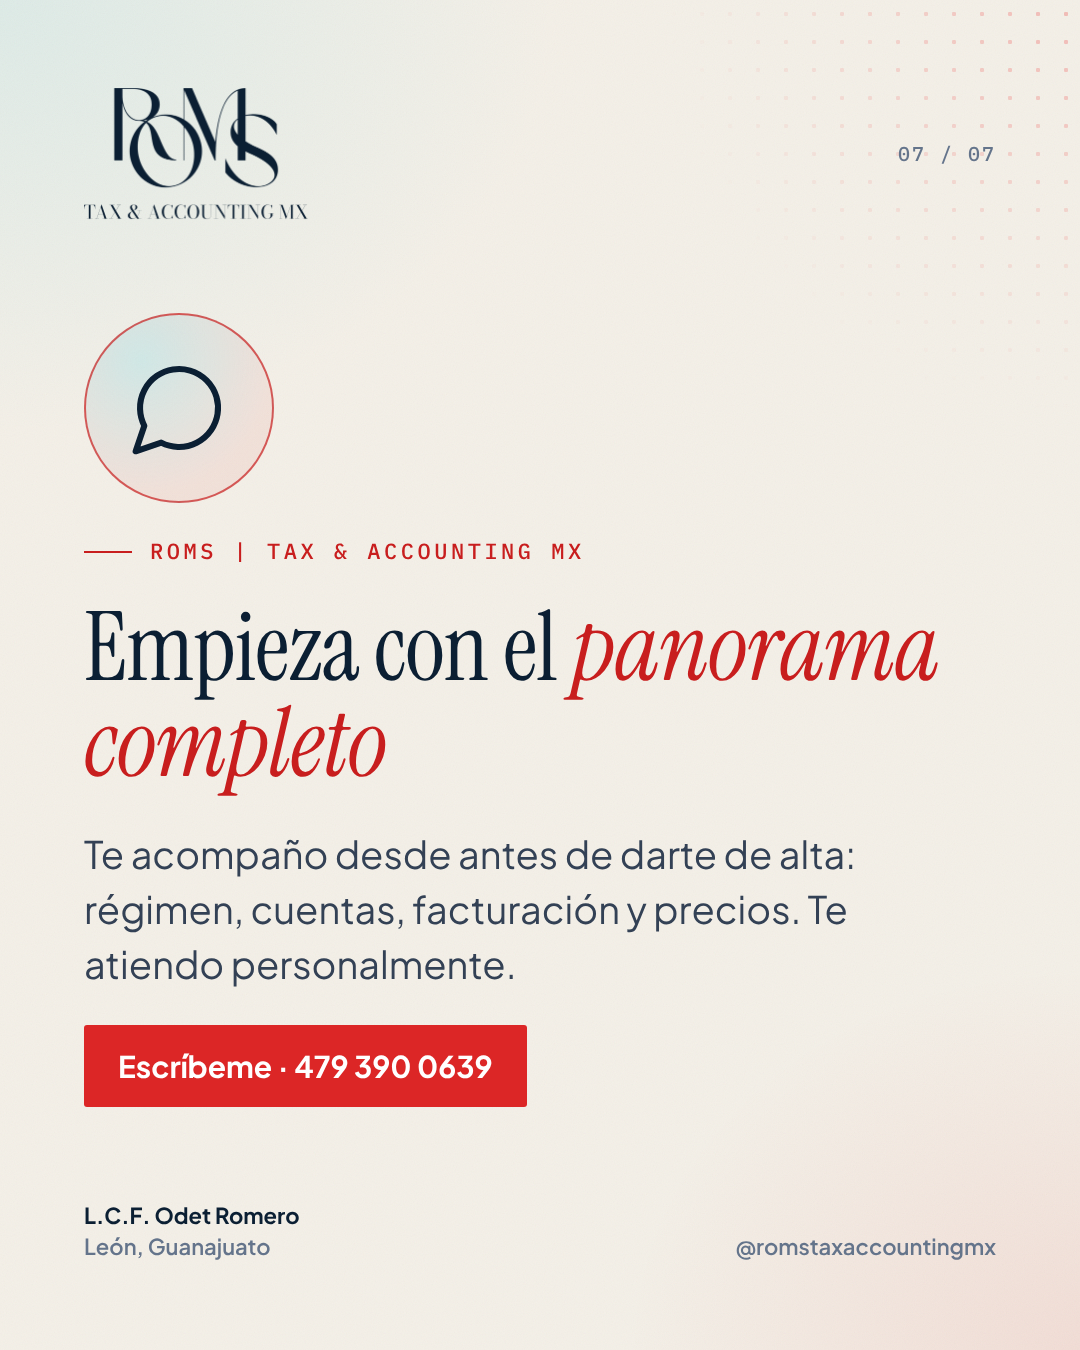 ROMS
TAX & ACCOUNTING MX
07 / 07
ROMS | TAX & ACCOUNTING MX
Empieza con el panorama
completo
Te acompaño desde antes de darte de alta:
régimen, cuentas, facturación y precios. Te
atiendo personalmente.
Escríbeme · 479 390 0639
L.C.F. Odet Romero
León, Guanajuato
@romstaxaccountingmx